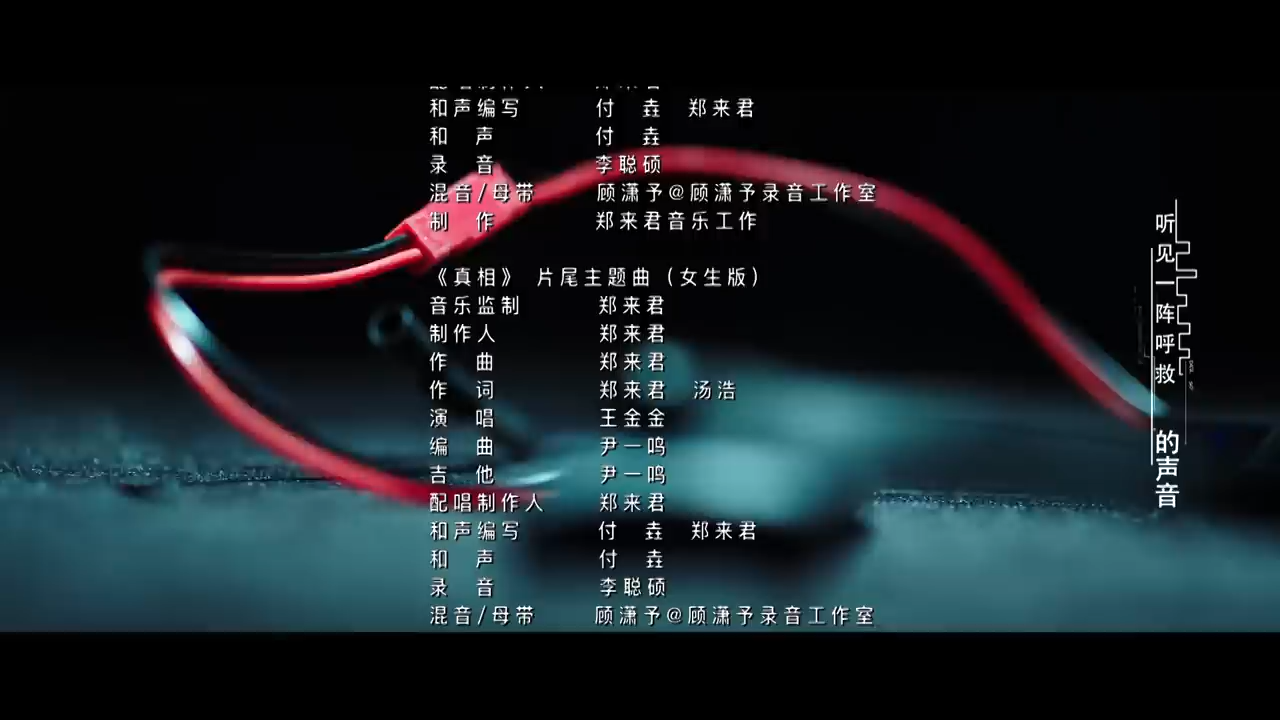 和声编写 付 垚 郑来君
和 声 付 垚
录 音 李聪硕
混音/母带 顾潇予@顾潇予录音工作室
制 作 郑来君音乐工作
《真相》 片尾主题曲（女生版）
音乐监制 郑来君
制作人 郑来君
作 曲 郑来君
作 词 郑来君 汤浩
演 唱 王金金
编 曲 尹一鸣
吉 他 尹一鸣
配唱制作人 郑来君
和声编写 付 垚 郑来君
和 声 付 垚
录 音 李聪硕
混音/母带 顾潇予@顾潇予录音工作室
听见一阵呼救
的声音